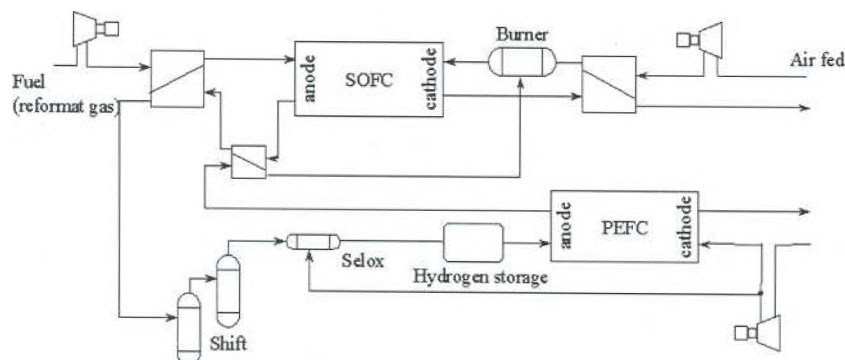 Burner
Fuel
(reformat gas)
anode
SOFC
cathode
Air fed
anode
PEFC
cathode
Selox
Hydrogen storage
Shift